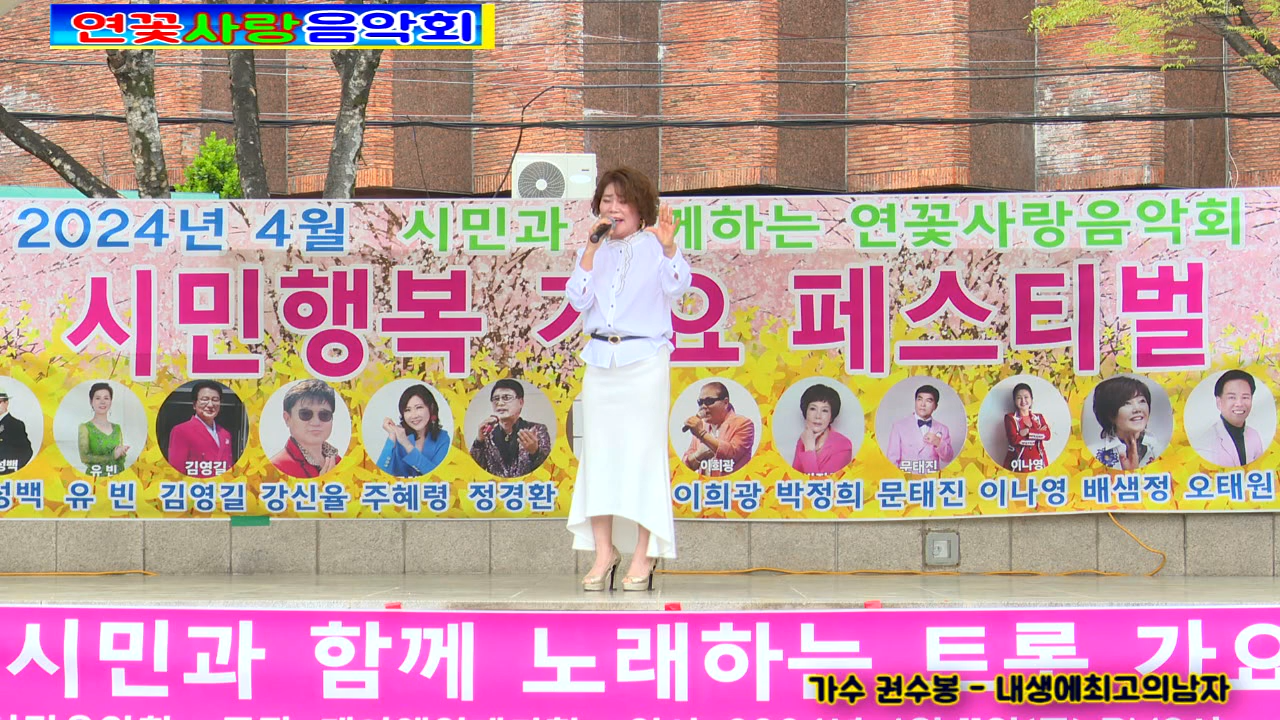 연꽃사랑음악회
2024년 4월 시민과 께하는 연꽃사랑음악회
시민행복 요 페스티벌
성백 유빈 김영길 이희광 문태진 이나영
성백 유 빈 김영길 강신율 주혜령 정경환 이희광 박정희 문태진 이나영 배샘정 오태원
시민과 함께 노래하는 트롯 가요
가수 권수봉 - 내생에최고의남자